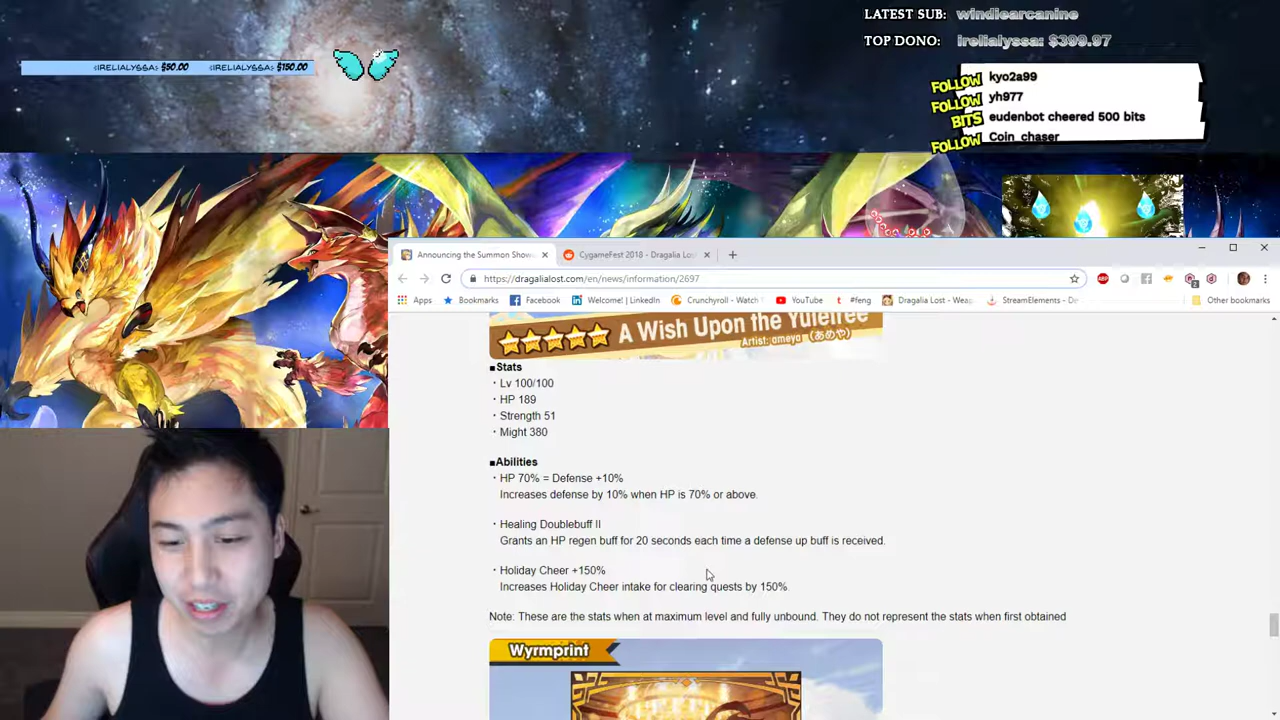 LATEST SUB: windiearcanine
TOP DONO: irelialyssa: $399.97
IRELIALYSSA: $50.00 IRELIALYSSA: $150.00
FOLLOW kyo2a99
FOLLOW yh977
BITS eudenbot cheered 500 bits
FOLLOW Coin_chaser
Announcing the Summon Show
CygameFest 2018 - Dragalia Los
https://dragalialost.com/en/news/information/2697
Apps Bookmarks Facebook Welcome! | LinkedIn Crunchyroll - Watch YouTube #feng Dragalia Lost - Weap StreamElements - Da Other bookmarks
A Wish Upon the Yuletree
Artist: ameya (あめや)
■Stats
・Lv 100/100
・HP 189
・Strength 51
・Might 380
■Abilities
・HP 70% = Defense +10%
Increases defense by 10% when HP is 70% or above.
・Healing Doublebuff II
Grants an HP regen buff for 20 seconds each time a defense up buff is received.
・Holiday Cheer +150%
Increases Holiday Cheer intake for clearing quests by 150%
Note: These are the stats when at maximum level and fully unbound. They do not represent the stats when first obtained
Wyrmprint